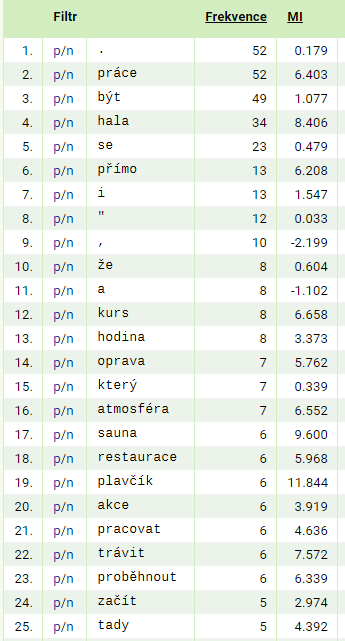 Filtr Frekvence MI
1. p/n . 52 0.179
2. p/n práce 52 6.403
3. p/n být 49 1.077
4. p/n hala 34 8.406
5. p/n se 23 0.479
6. p/n přímo 13 6.208
7. p/n i 13 1.547
8. p/n " 12 0.033
9. p/n , 10 -2.199
10. p/n že 8 0.604
11. p/n a 8 -1.102
12. p/n kurs 8 6.658
13. p/n hodina 8 3.373
14. p/n oprava 7 5.762
15. p/n který 7 0.339
16. p/n atmosféra 7 6.552
17. p/n sauna 6 9.600
18. p/n restaurace 6 5.968
19. p/n plavčík 6 11.844
20. p/n akce 6 3.919
21. p/n pracovat 6 4.636
22. p/n trávit 6 7.572
23. p/n proběhnout 6 6.339
24. p/n začít 5 2.974
25. p/n tady 5 4.392